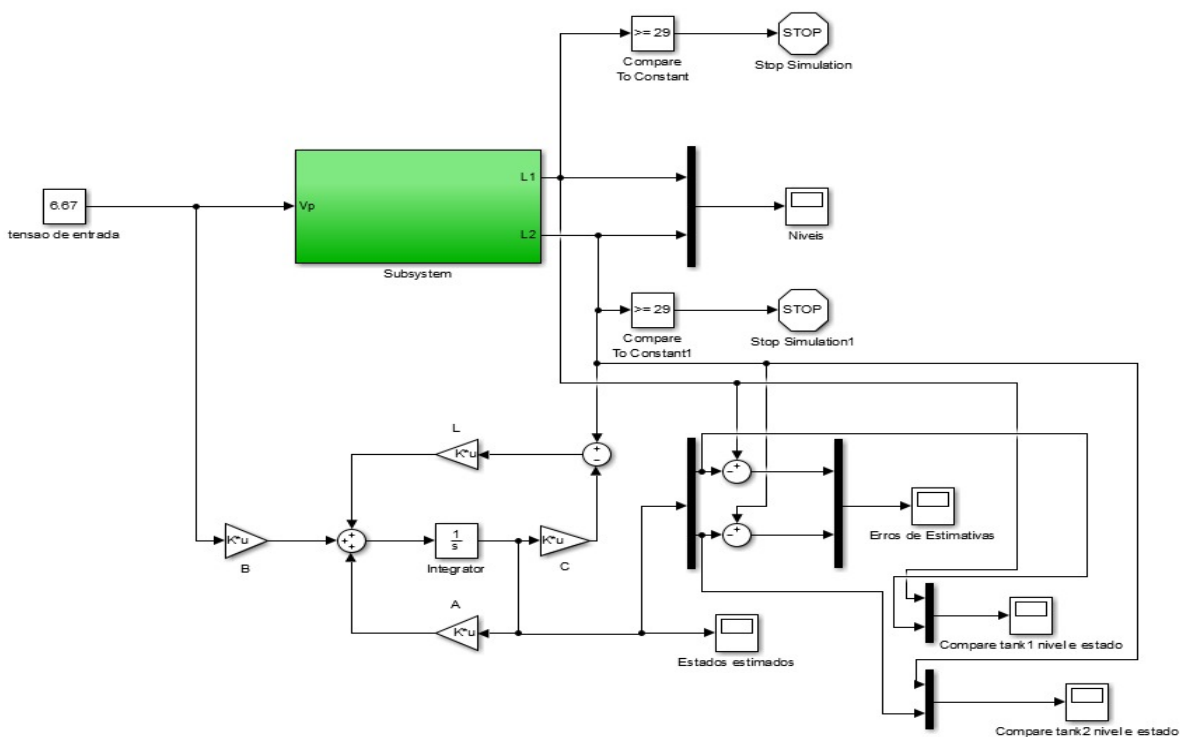 >= 29
STOP
Compare
To Constant
Stop Simulation
L1
6.67
Vp
tensao de entrada
L2
Niveis
Subsystem
>= 29
STOP
Compare
To Constant1
Stop Simulation1
L
K*u
+
-
-
+
K*u
B
+
+
+
1
s
Integrator
K*u
C
-
+
Erros de Estimativas
A
K*u
Estados estimados
Compare tank1 nivel e estado
Compare tank2 nivel e estado